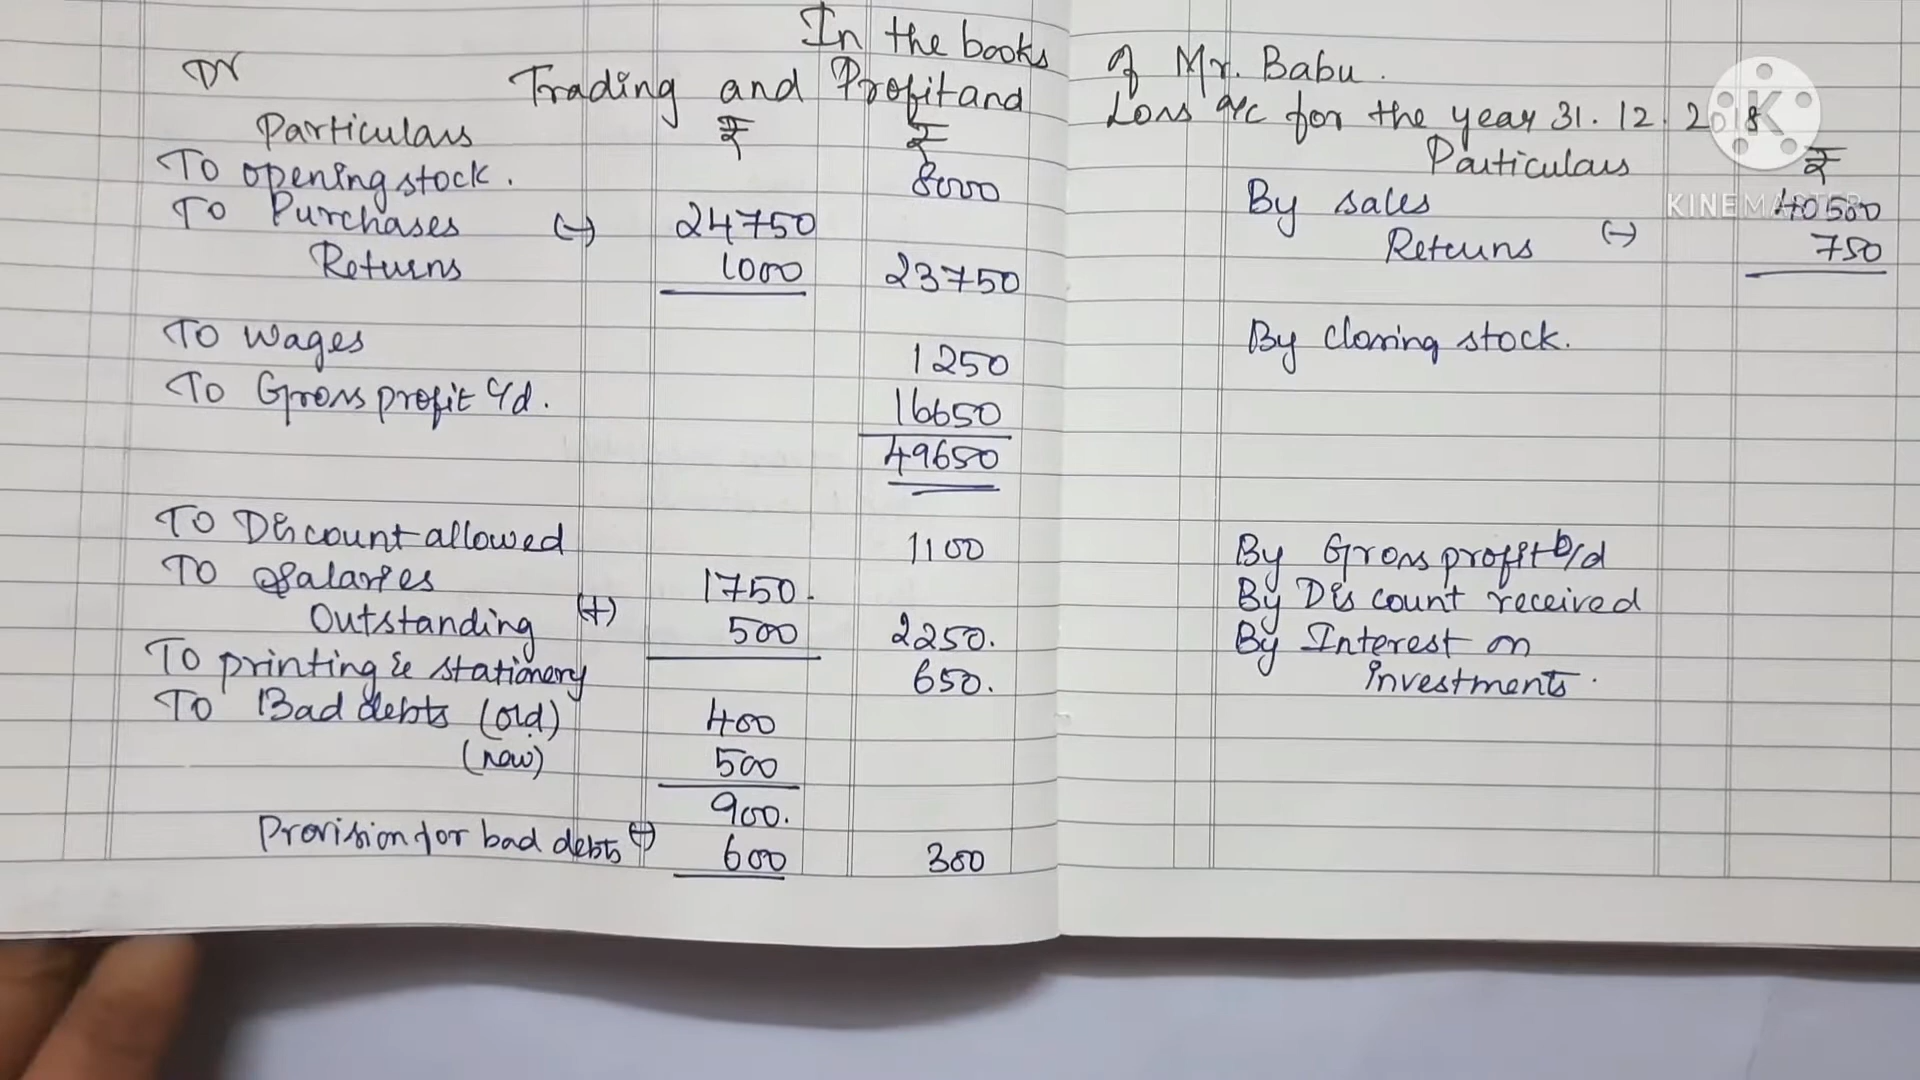 In the books of Mr. Babu.
Dr Trading and Profit and Loss a/c for the year 31.12.2018
Particulars ₹ ₹ Particulars ₹
To opening stock. 8000 By sales 40500
To Purchases (-) 24750 Returns (-) 750
Returns 1000 23750
To wages 1250 By closing stock.
To Gross profit c/d. 16650
49650
To Discount allowed 1100 By Gross profit b/d
To Salaries 1750. By Discount received
Outstanding (+) 500 2250. By Interest on
To printing & stationery 650. Investments.
To Bad debts (old) 400
(new) 500
900.
Provision for bad debts (-) 600 300
K
KINEMASTER